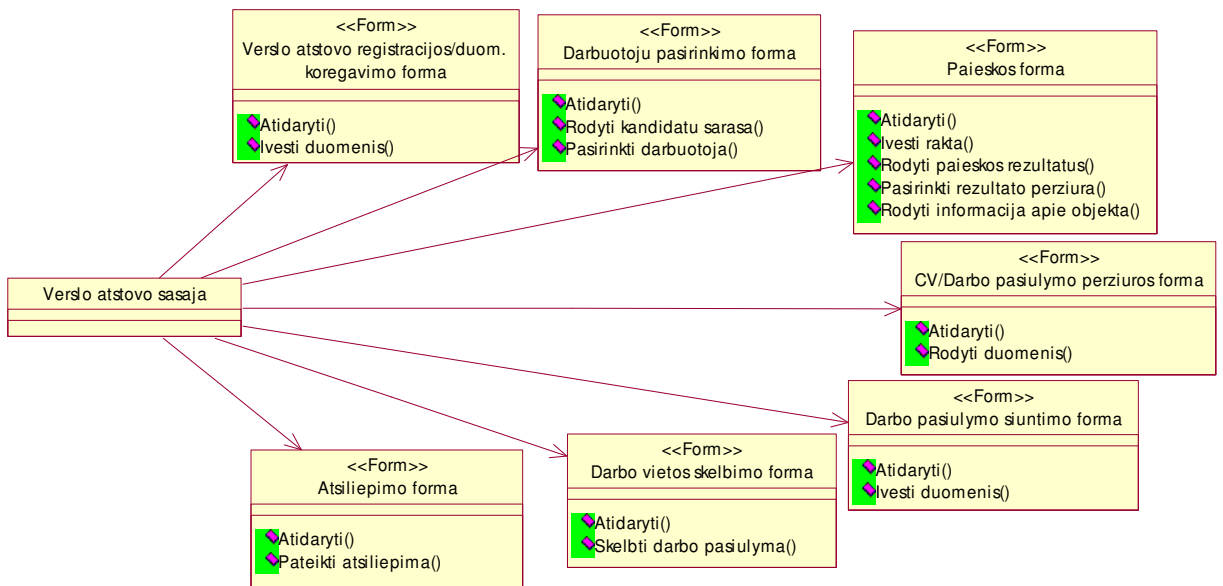 <<Form>>
Verslo atstovo registracijos/duom.
koregavimo forma
Atidaryti()
Ivesti duomenis()
<<Form>>
Darbuotoju pasirinkimo forma
Atidaryti()
Rodyti kandidatu sarasa()
Pasirinkti darbuotoja()
<<Form>>
Paieskos forma
Atidaryti()
Ivesti rakta()
Rodyti paieskos rezultatus()
Pasirinkti rezultato perziura()
Rodyti informacija apie objekta()
Verslo atstovo sasaja
<<Form>>
CV/Darbo pasiulymo perziuros forma
Atidaryti()
Rodyti duomenis()
<<Form>>
Darbo pasiulymo siuntimo forma
Atidaryti()
Ivesti duomenis()
<<Form>>
Darbo vietos skelbimo forma
Atidaryti()
Skelbti darbo pasiulyma()
<<Form>>
Atsiliepimo forma
Atidaryti()
Pateikti atsiliepima()